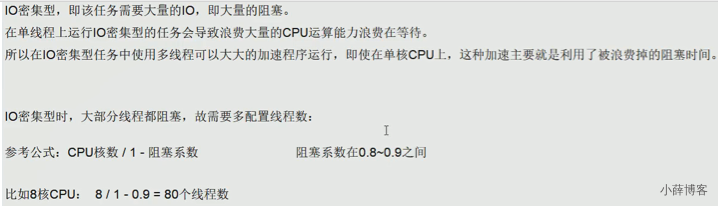 IO密集型，即该任务需要大量的IO，即大量的阻塞。
在单线程上运行IO密集型的任务会导致浪费大量的CPU运算能力浪费在等待。
所以在IO密集型任务中使用多线程可以大大的加速程序运行，即使在单核CPU上，这种加速主要就是利用了被浪费掉的阻塞时间。
IO密集型时，大部分线程都阻塞，故需要多配置线程数：
参考公式：CPU核数 / 1 - 阻塞系数 阻塞系数在0.8~0.9之间
比如8核CPU： 8 / 1 - 0.9 = 80个线程数
小薛博客